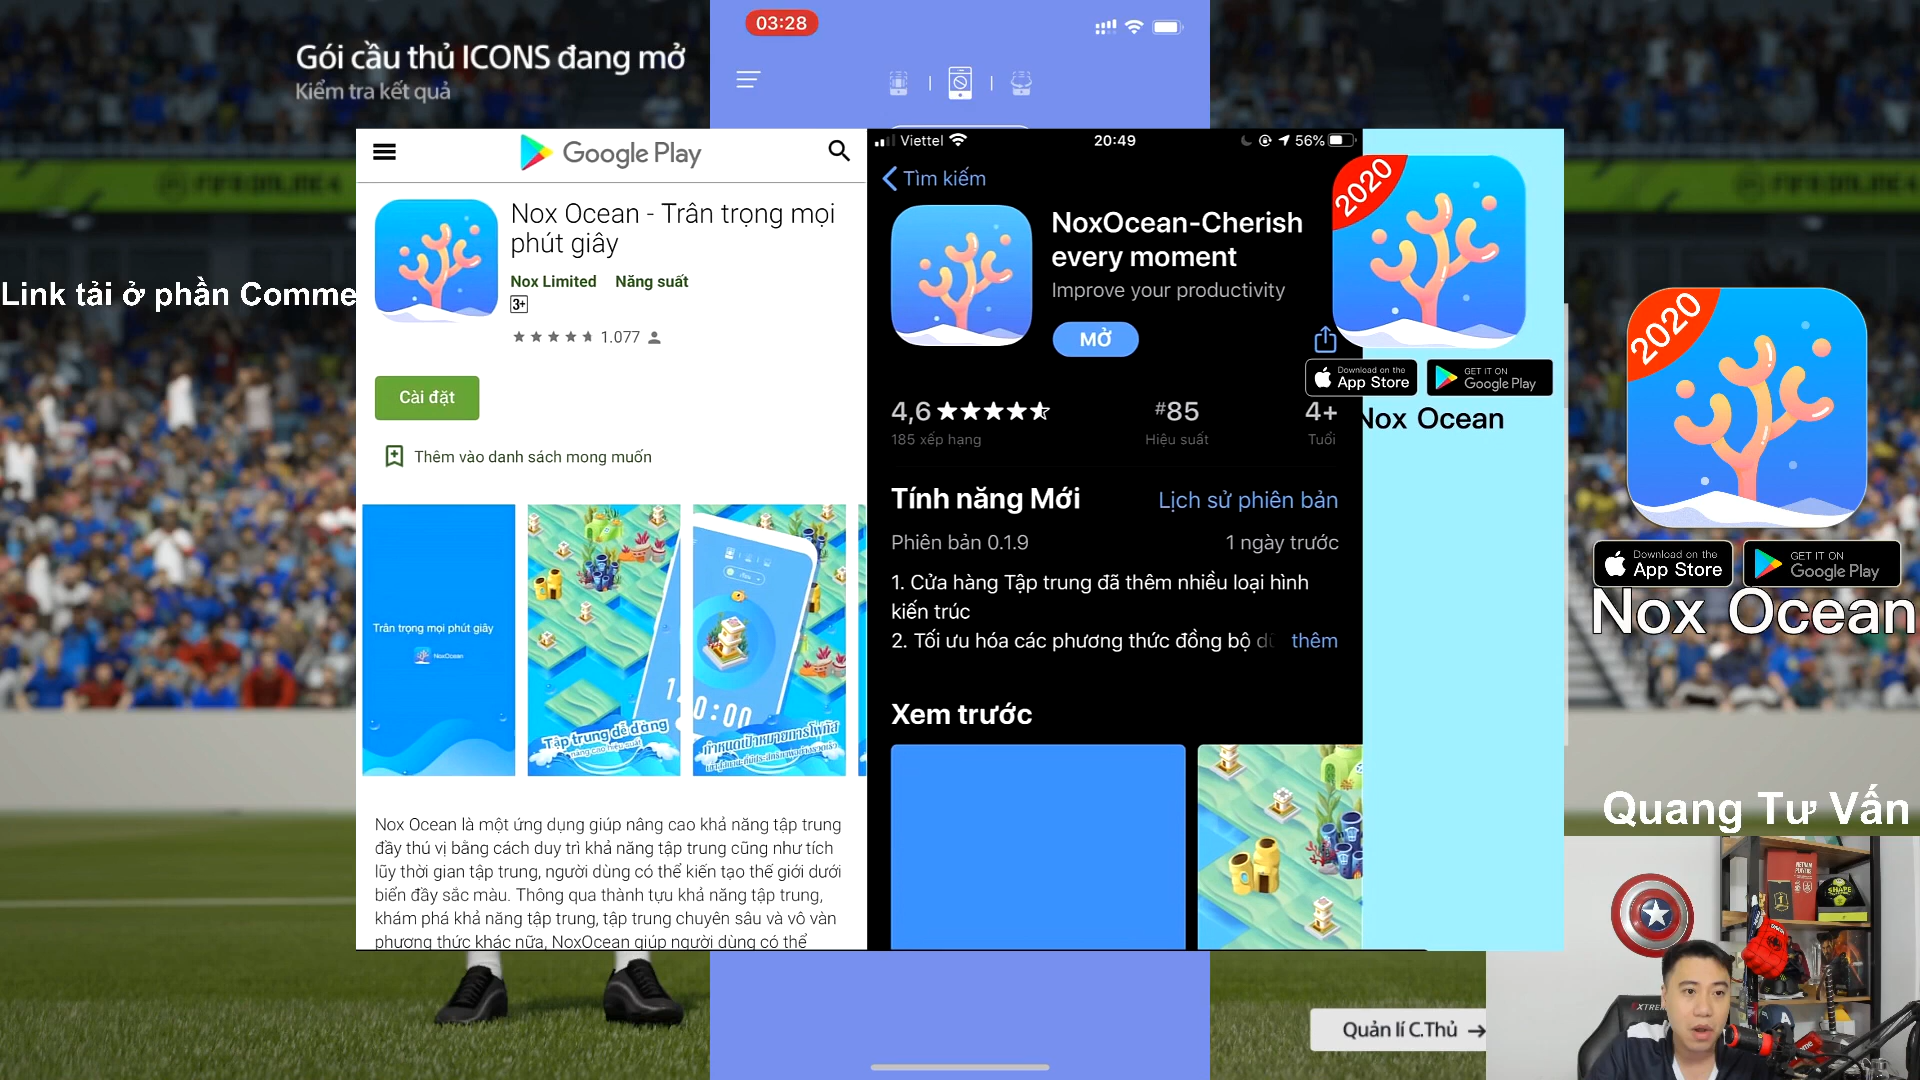 Gói cầu thủ ICONS đang mở
Kiểm tra kết quả
03:28
Link tải ở phần Comme
Google Play
Nox Ocean - Trân trọng mọi
phút giây
Nox Limited Năng suất
3+
1.077
Cài đặt
Thêm vào danh sách mong muốn
Trân trọng mọi phút giây
NoxOcean
Tập trung dễ dàng
nâng cao hiệu suất
Nox Ocean là một ứng dụng giúp nâng cao khả năng tập trung
đầy thú vị bằng cách duy trì khả năng tập trung cũng như tích
lũy thời gian tập trung, người dùng có thể kiến tạo thế giới dưới
biển đầy sắc màu. Thông qua thành tựu khả năng tập trung,
khám phá khả năng tập trung, tập trung chuyên sâu và vô vàn
phương thức khác nữa, NoxOcean giúp người dùng có thể
Viettel 20:49 56%
Tìm kiếm
NoxOcean-Cherish
every moment
Improve your productivity
MỞ
4,6 #85 4+
185 xếp hạng Hiệu suất Tuổi
Tính năng Mới Lịch sử phiên bản
Phiên bản 0.1.9 1 ngày trước
1. Cửa hàng Tập trung đã thêm nhiều loại hình
kiến trúc
2. Tối ưu hóa các phương thức đồng bộ dữ thêm
Xem trước
2020
Download on the
App Store
GET IT ON
Google Play
Nox Ocean
2020
Download on the
App Store
GET IT ON
Google Play
Nox Ocean
Quang Tư Vấn
Quản lí C.Thủ →